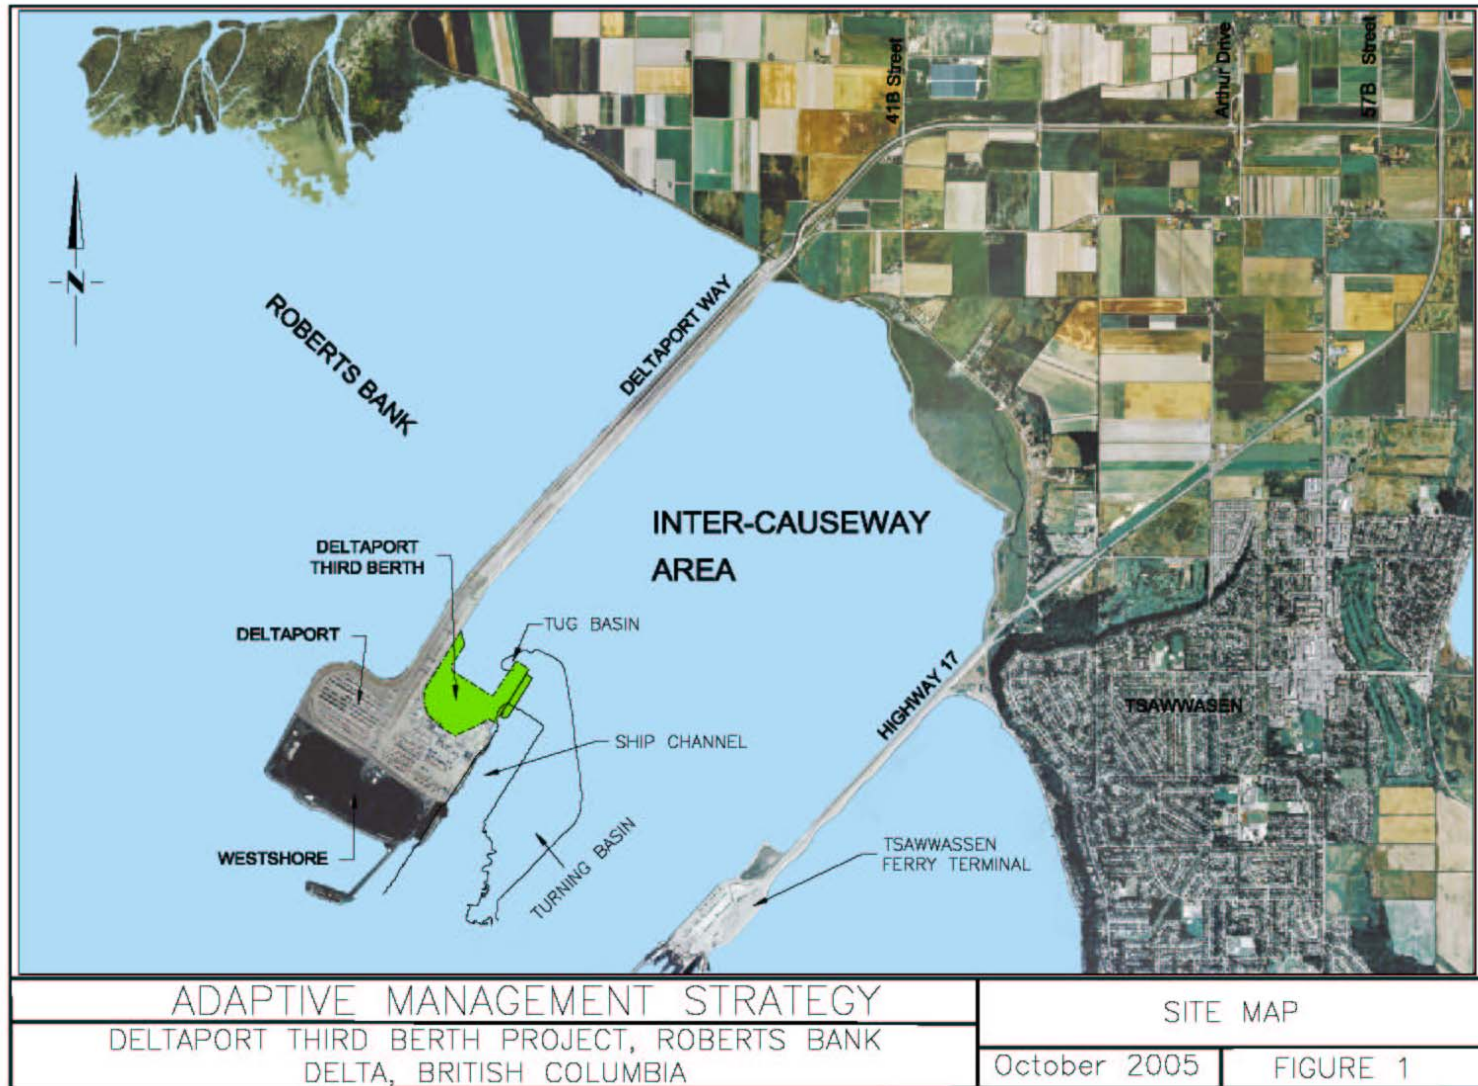 41B Street
Arthur Drive
57B Street
N
ROBERTS BANK
DELTAPORT WAY
INTER-CAUSEWAY
AREA
DELTAPORT
THIRD BERTH
TUG BASIN
DELTAPORT
HIGHWAY 17
TSAWWASEN
SHIP CHANNEL
WESTSHORE
TURNING BASIN
TSAWWASSEN
FERRY TERMINAL
ADAPTIVE MANAGEMENT STRATEGY
DELTAPORT THIRD BERTH PROJECT, ROBERTS BANK
DELTA, BRITISH COLUMBIA
SITE MAP
October 2005
FIGURE 1